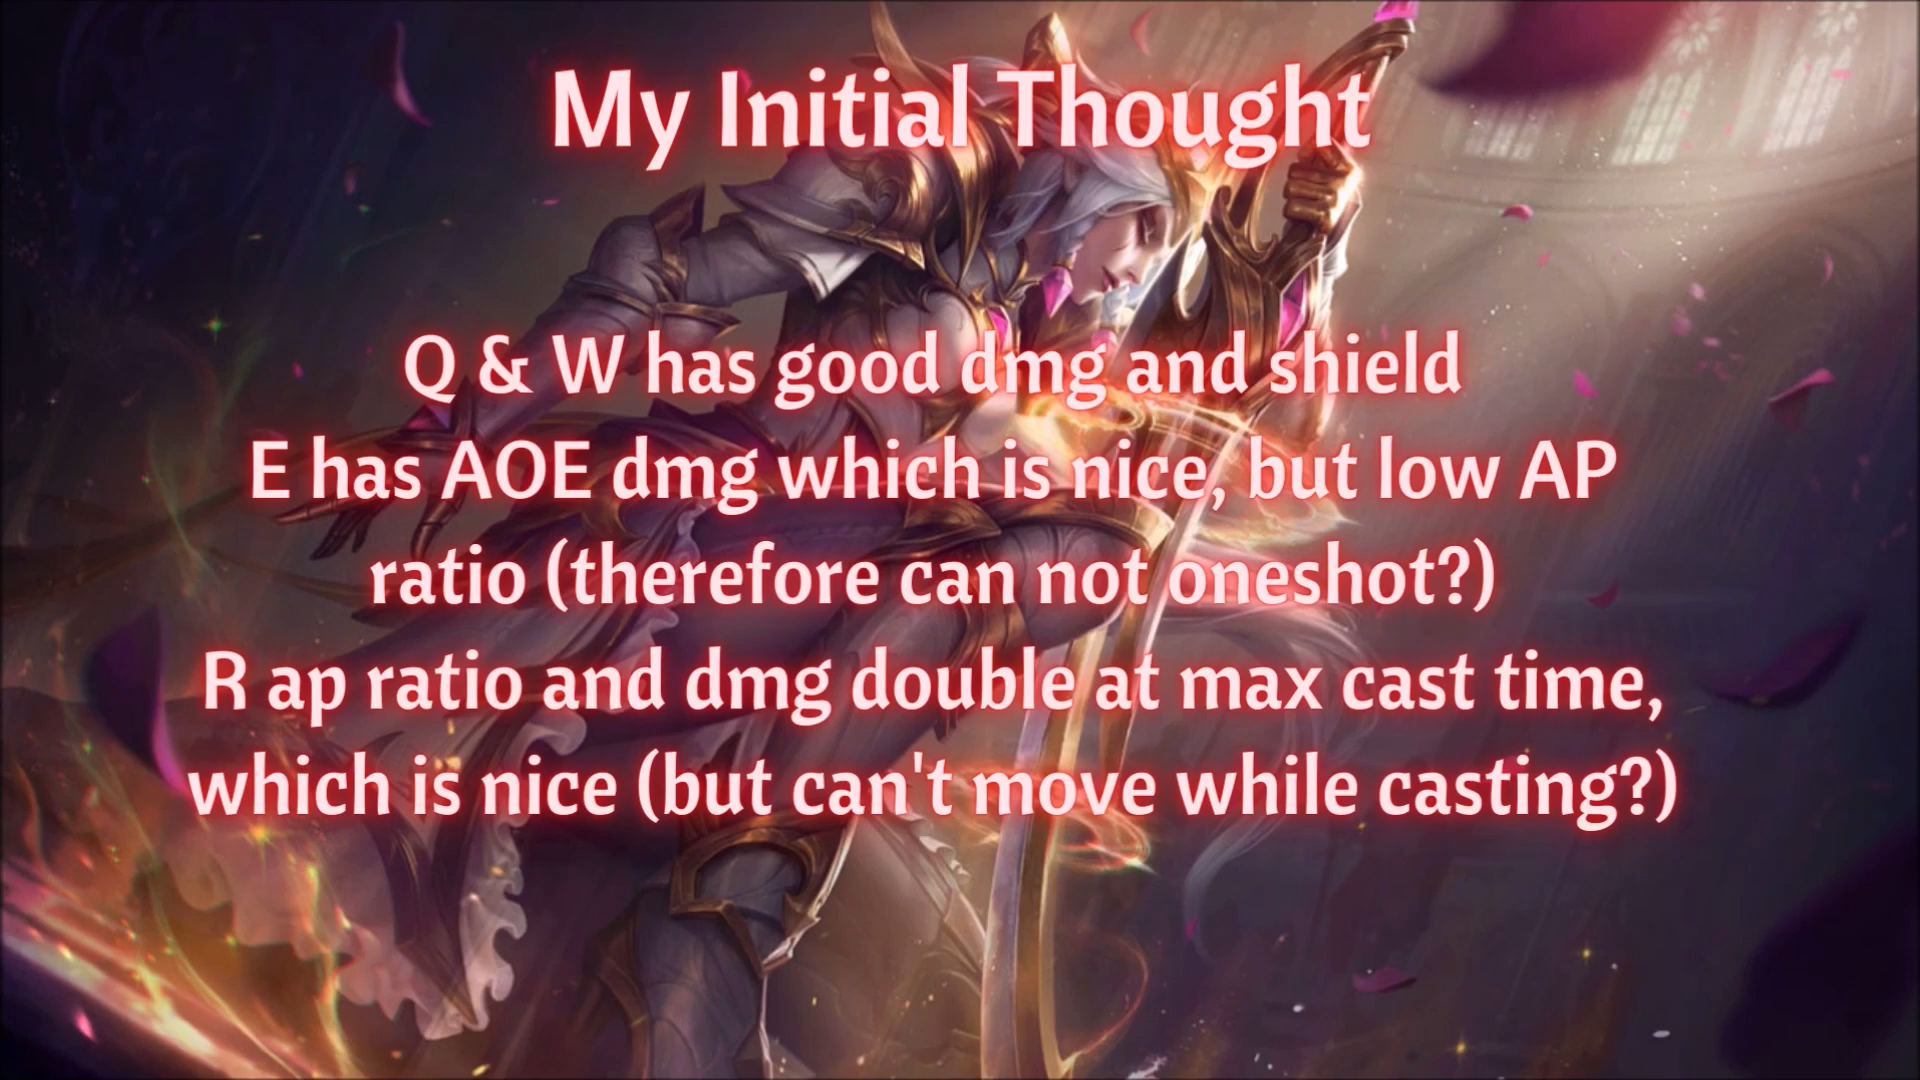 My Initial Thought
Q & W has good dmg and shield
E has AOE dmg which is nice, but low AP
ratio (therefore can not oneshot?)
R ap ratio and dmg double at max cast time,
which is nice (but can't move while casting?)